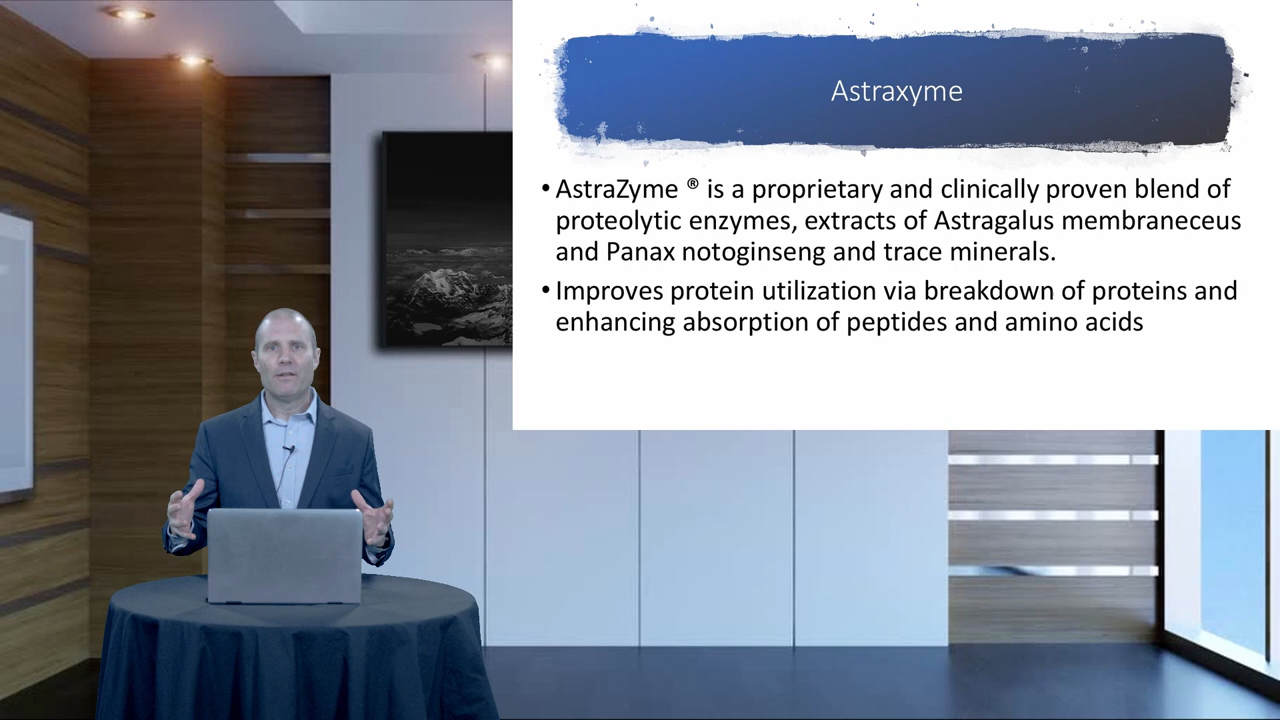 Astraxyme
• AstraZyme ® is a proprietary and clinically proven blend of
proteolytic enzymes, extracts of Astragalus membraneceus
and Panax notoginseng and trace minerals.
• Improves protein utilization via breakdown of proteins and
enhancing absorption of peptides and amino acids